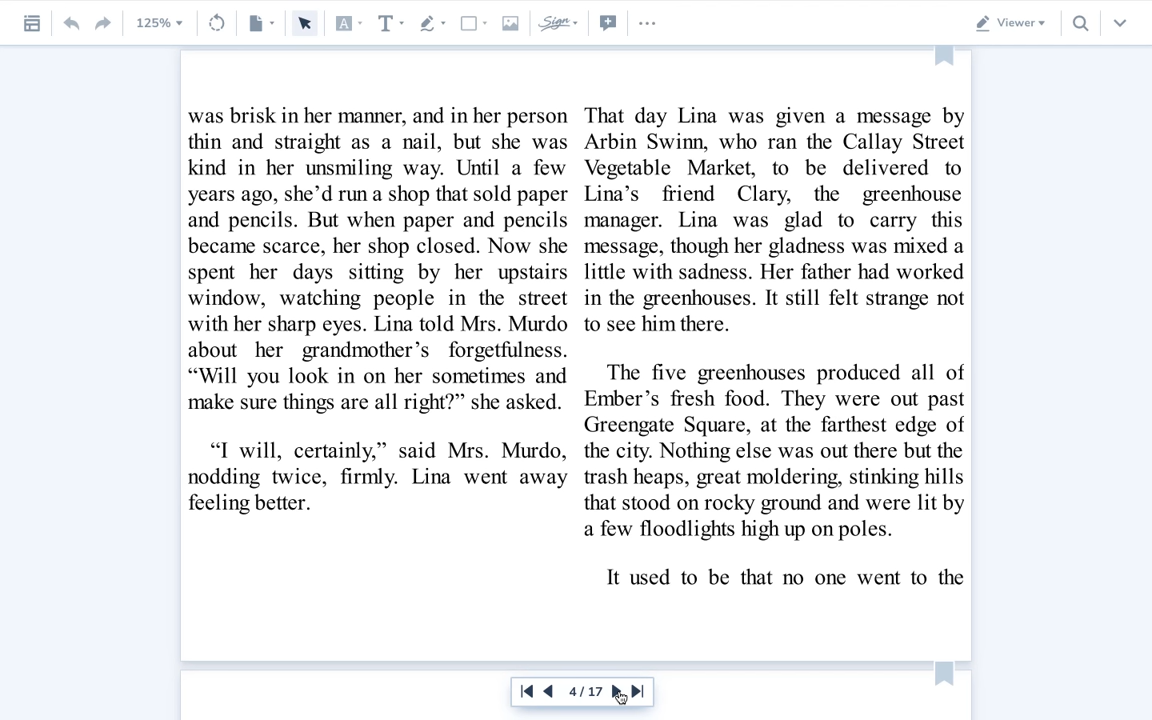 125%
A
T
Sign
Viewer
was brisk in her manner, and in her person
thin and straight as a nail, but she was
kind in her unsmiling way. Until a few
years ago, she’d run a shop that sold paper
and pencils. But when paper and pencils
became scarce, her shop closed. Now she
spent her days sitting by her upstairs
window, watching people in the street
with her sharp eyes. Lina told Mrs. Murdo
about her grandmother’s forgetfulness.
“Will you look in on her sometimes and
make sure things are all right?” she asked.
“I will, certainly,” said Mrs. Murdo,
nodding twice, firmly. Lina went away
feeling better.
That day Lina was given a message by
Arbin Swinn, who ran the Callay Street
Vegetable Market, to be delivered to
Lina’s friend Clary, the greenhouse
manager. Lina was glad to carry this
message, though her gladness was mixed a
little with sadness. Her father had worked
in the greenhouses. It still felt strange not
to see him there.
The five greenhouses produced all of
Ember’s fresh food. They were out past
Greengate Square, at the farthest edge of
the city. Nothing else was out there but the
trash heaps, great moldering, stinking hills
that stood on rocky ground and were lit by
a few floodlights high up on poles.
It used to be that no one went to the
4 / 17